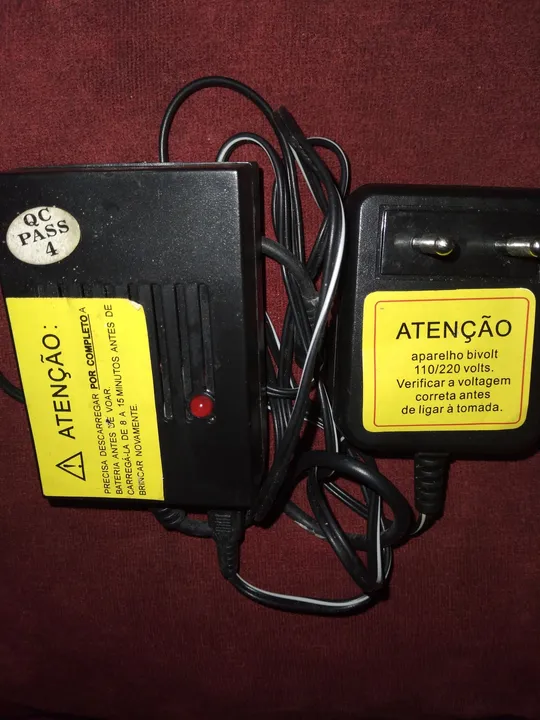 QC
PASS
4
ATENÇÃO:
PRECISA DESCARREGAR POR COMPLETO A
BATERIA ANTES DE VOAR.
CARREGÁ-LA DE 8 A 15 MINUTOS ANTES DE
BRINCAR NOVAMENTE.
ATENÇÃO
aparelho bivolt
110/220 volts.
Verificar a voltagem
correta antes
de ligar à tomada.